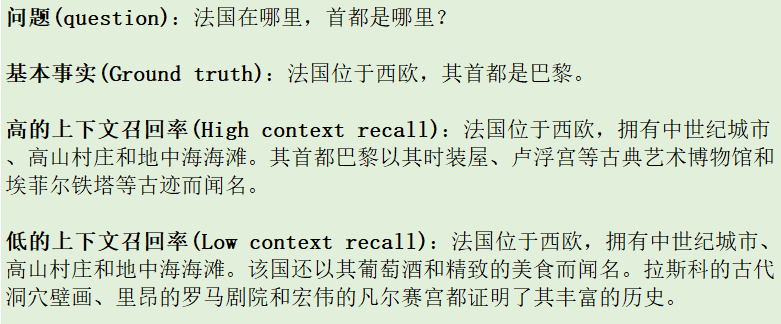 问题(question)：法国在哪里，首都是哪里？
基本事实(Ground truth)：法国位于西欧，其首都是巴黎。
高的上下文召回率(High context recall)：法国位于西欧，拥有中世纪城市
、高山村庄和地中海海滩。其首都巴黎以其时装屋、卢浮宫等古典艺术博物馆和
埃菲尔铁塔等古迹而闻名。
低的上下文召回率(Low context recall)：法国位于西欧，拥有中世纪城市、
高山村庄和地中海海滩。该国还以其葡萄酒和精致的美食而闻名。拉斯科的古代
洞穴壁画、里昂的罗马剧院和宏伟的凡尔赛宫都证明了其丰富的历史。